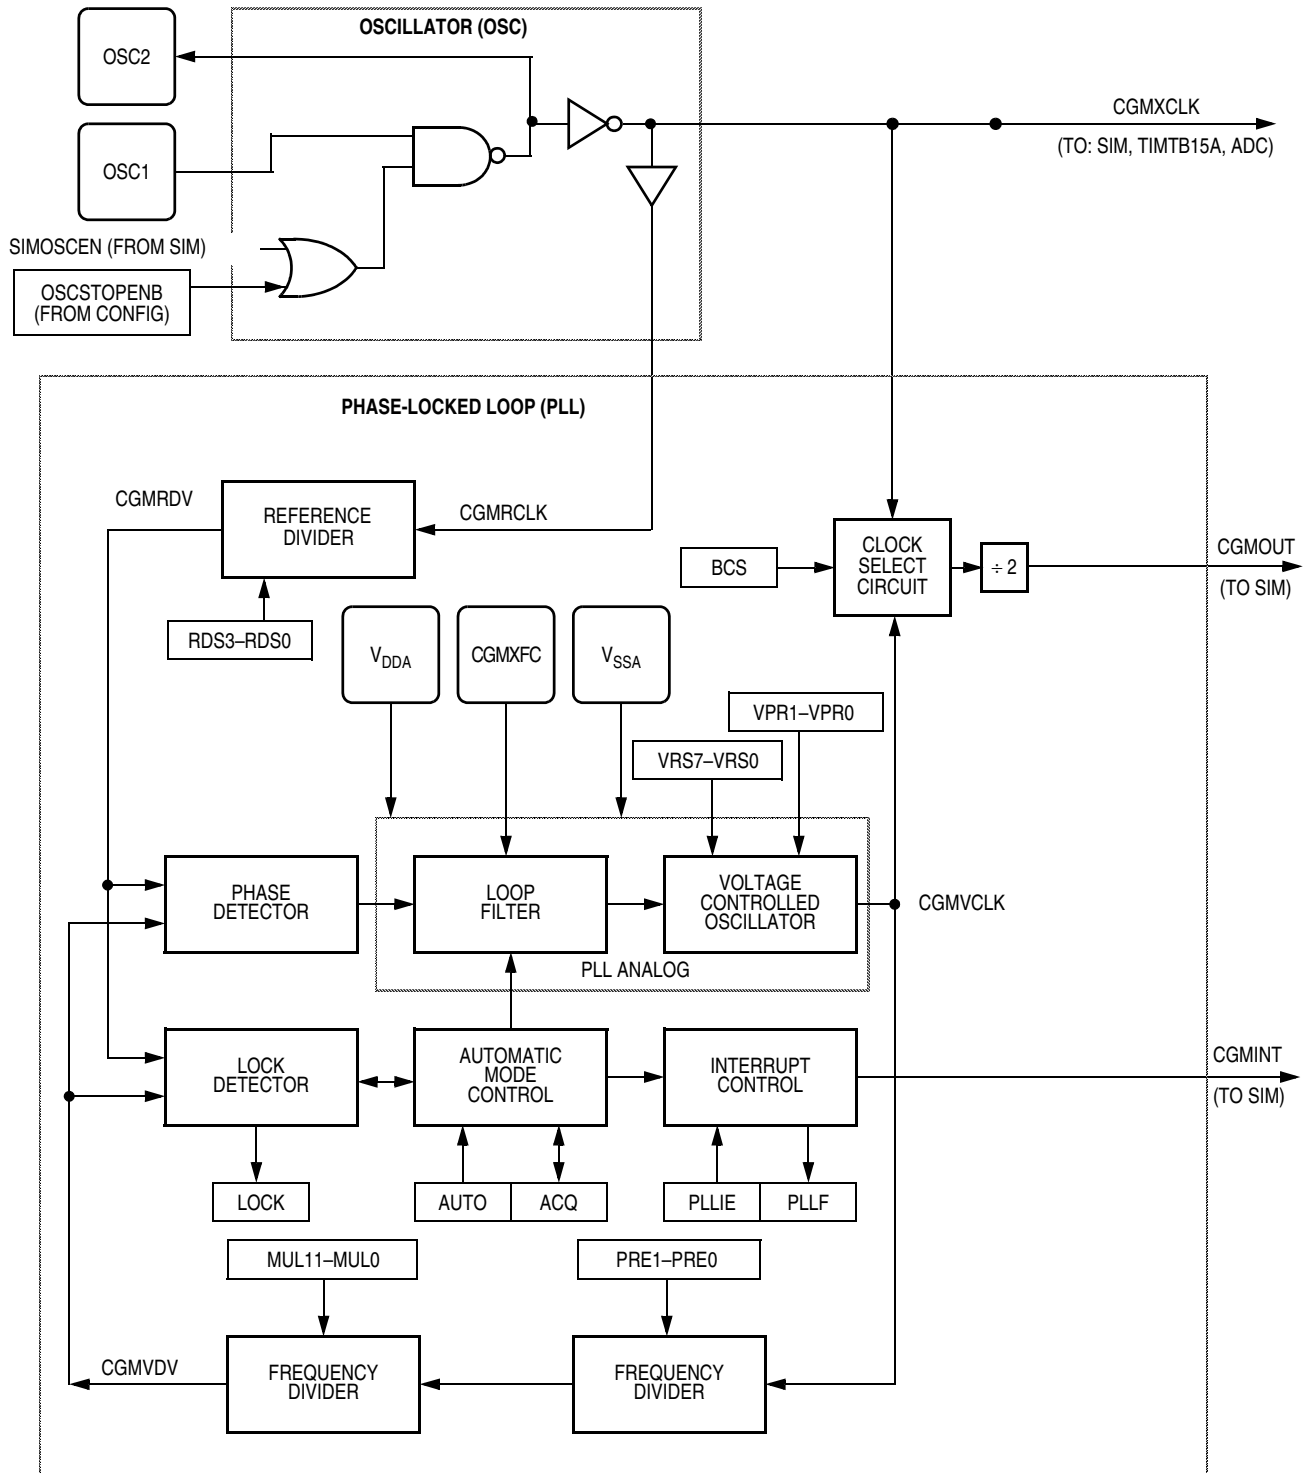 OSCILLATOR (OSC)
OSC2
OSC1
CGMXCLK
(TO: SIM, TIMTB15A, ADC)
SIMOSCEN (FROM SIM)
OSCSTOPENB
(FROM CONFIG)
PHASE-LOCKED LOOP (PLL)
CGMRDV
REFERENCE
DIVIDER
CGMRCLK
RDS3–RDS0
BCS
CLOCK
SELECT
CIRCUIT
÷ 2
CGMOUT
(TO SIM)
VDDA
CGMXFC
VSSA
VPR1–VPR0
VRS7–VRS0
PHASE
DETECTOR
LOOP
FILTER
VOLTAGE
CONTROLLED
OSCILLATOR
CGMVCLK
PLL ANALOG
LOCK
DETECTOR
AUTOMATIC
MODE
CONTROL
INTERRUPT
CONTROL
CGMINT
(TO SIM)
LOCK
AUTO
ACQ
PLLIE
PLLF
MUL11–MUL0
PRE1–PRE0
CGMVDV
FREQUENCY
DIVIDER
FREQUENCY
DIVIDER